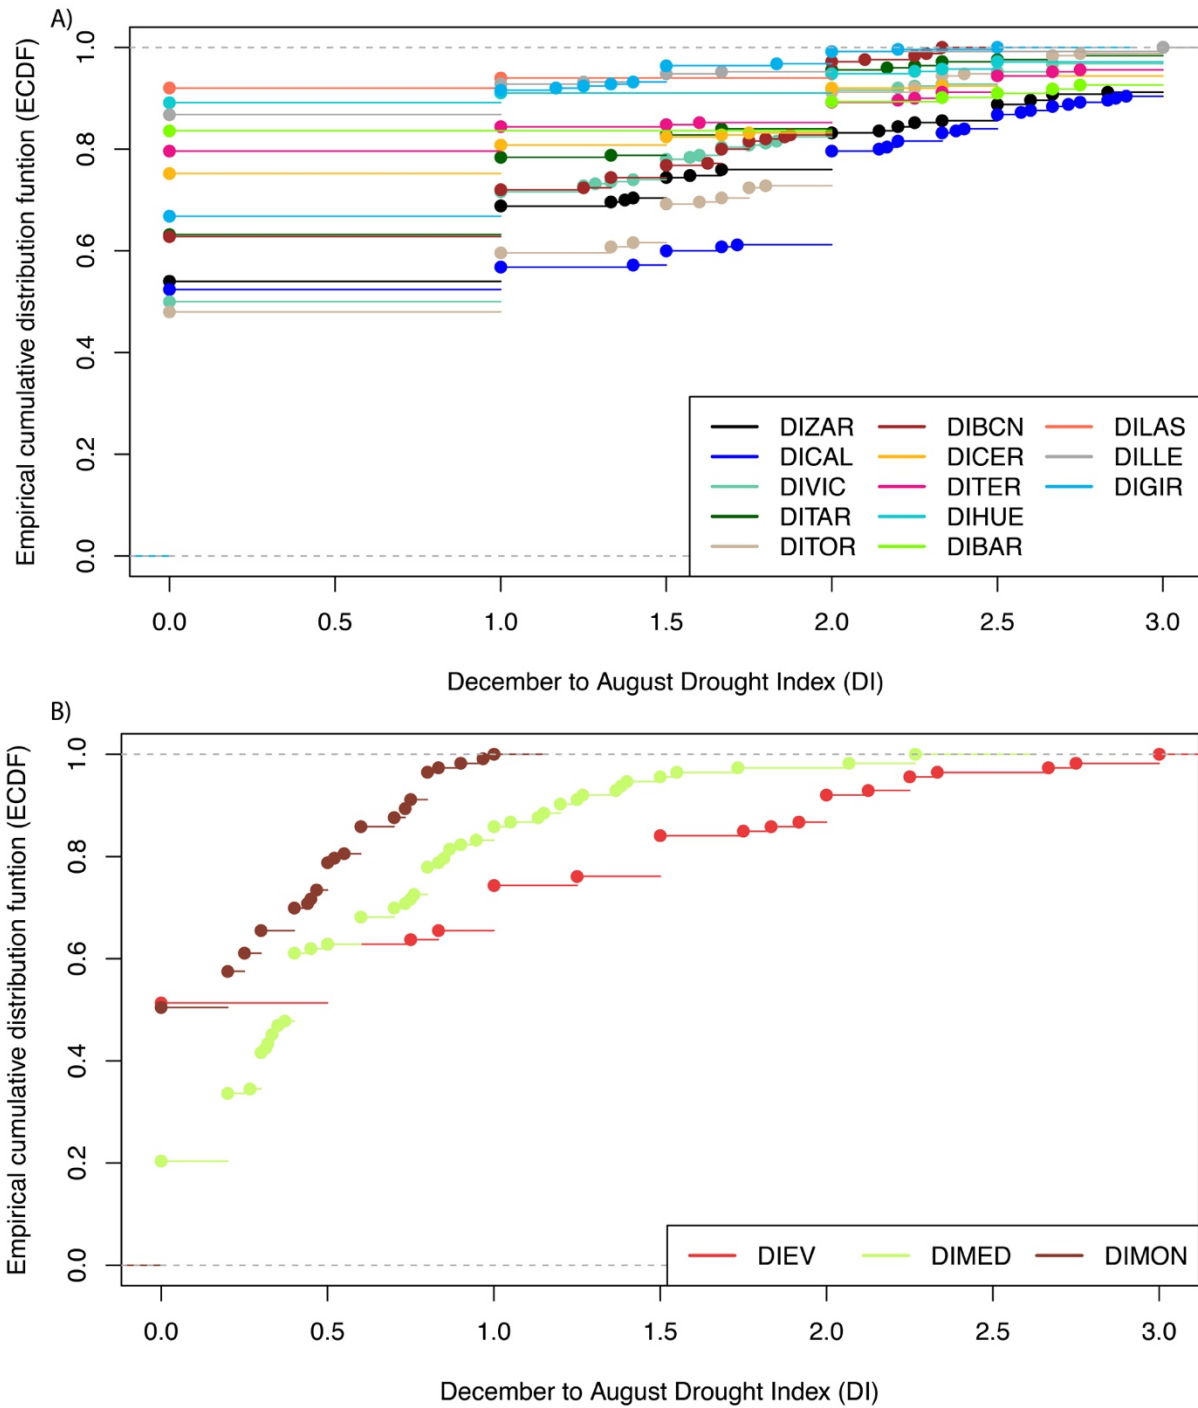 A)
Empirical cumulative distribution funtion (ECDF)
1.0
0.8
0.6
0.4
0.2
0.0
DIZAR DIBCN DILAS
DICAL DICER DILLE
DIVIC DITER DIGIR
DITAR DIHUE
DITOR DIBAR
0.0 0.5 1.0 1.5 2.0 2.5 3.0
December to August Drought Index (DI)
B)
Empirical cumulative distribution funtion (ECDF)
1.0
0.8
0.6
0.4
0.2
0.0
DIEV DIMED DIMON
0.0 0.5 1.0 1.5 2.0 2.5 3.0
December to August Drought Index (DI)